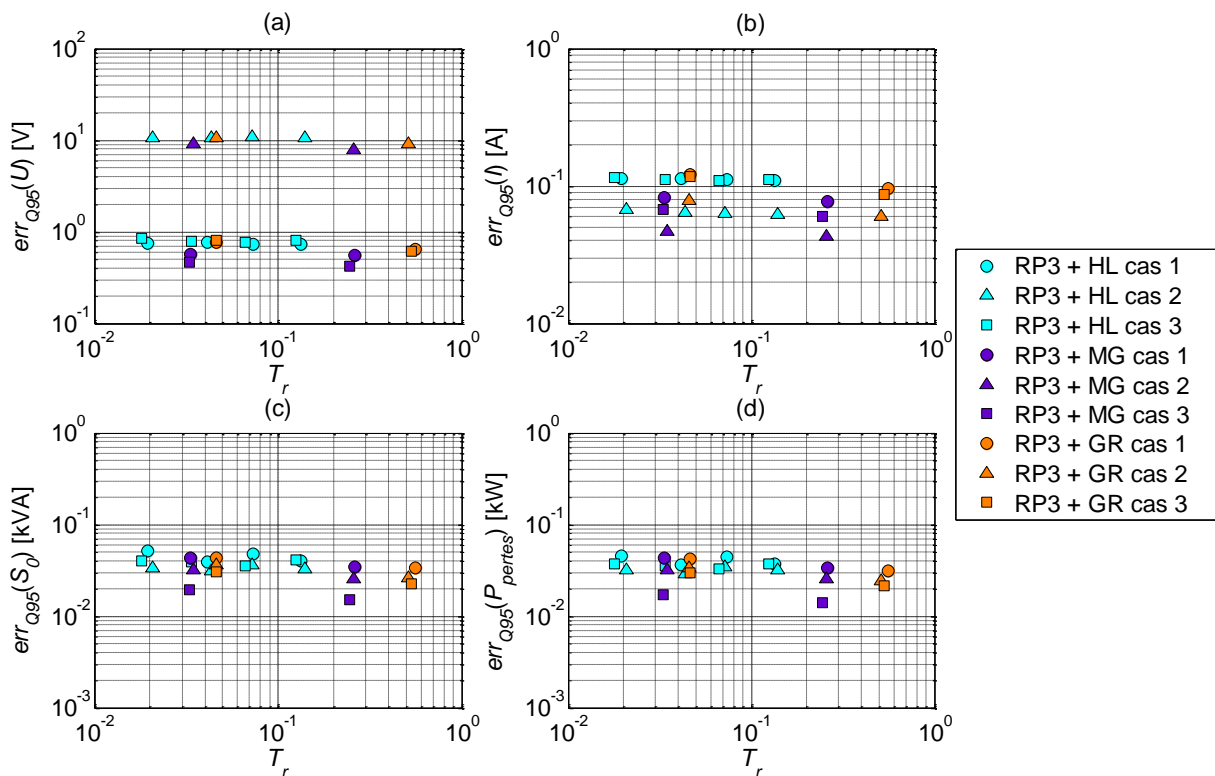 (a)
10^2
10^1
10^0
10^-1
err_Q95(U) [V]
10^-2
10^-1
10^0
T_r
(b)
10^0
10^-1
10^-2
err_Q95(I) [A]
10^-2
10^-1
10^0
T_r
(c)
10^0
10^-1
10^-2
10^-3
err_Q95(S_0) [kVA]
10^-2
10^-1
10^0
T_r
(d)
10^0
10^-1
10^-2
10^-3
err_Q95(P_pertes) [kW]
10^-2
10^-1
10^0
T_r
RP3 + HL cas 1
RP3 + HL cas 2
RP3 + HL cas 3
RP3 + MG cas 1
RP3 + MG cas 2
RP3 + MG cas 3
RP3 + GR cas 1
RP3 + GR cas 2
RP3 + GR cas 3